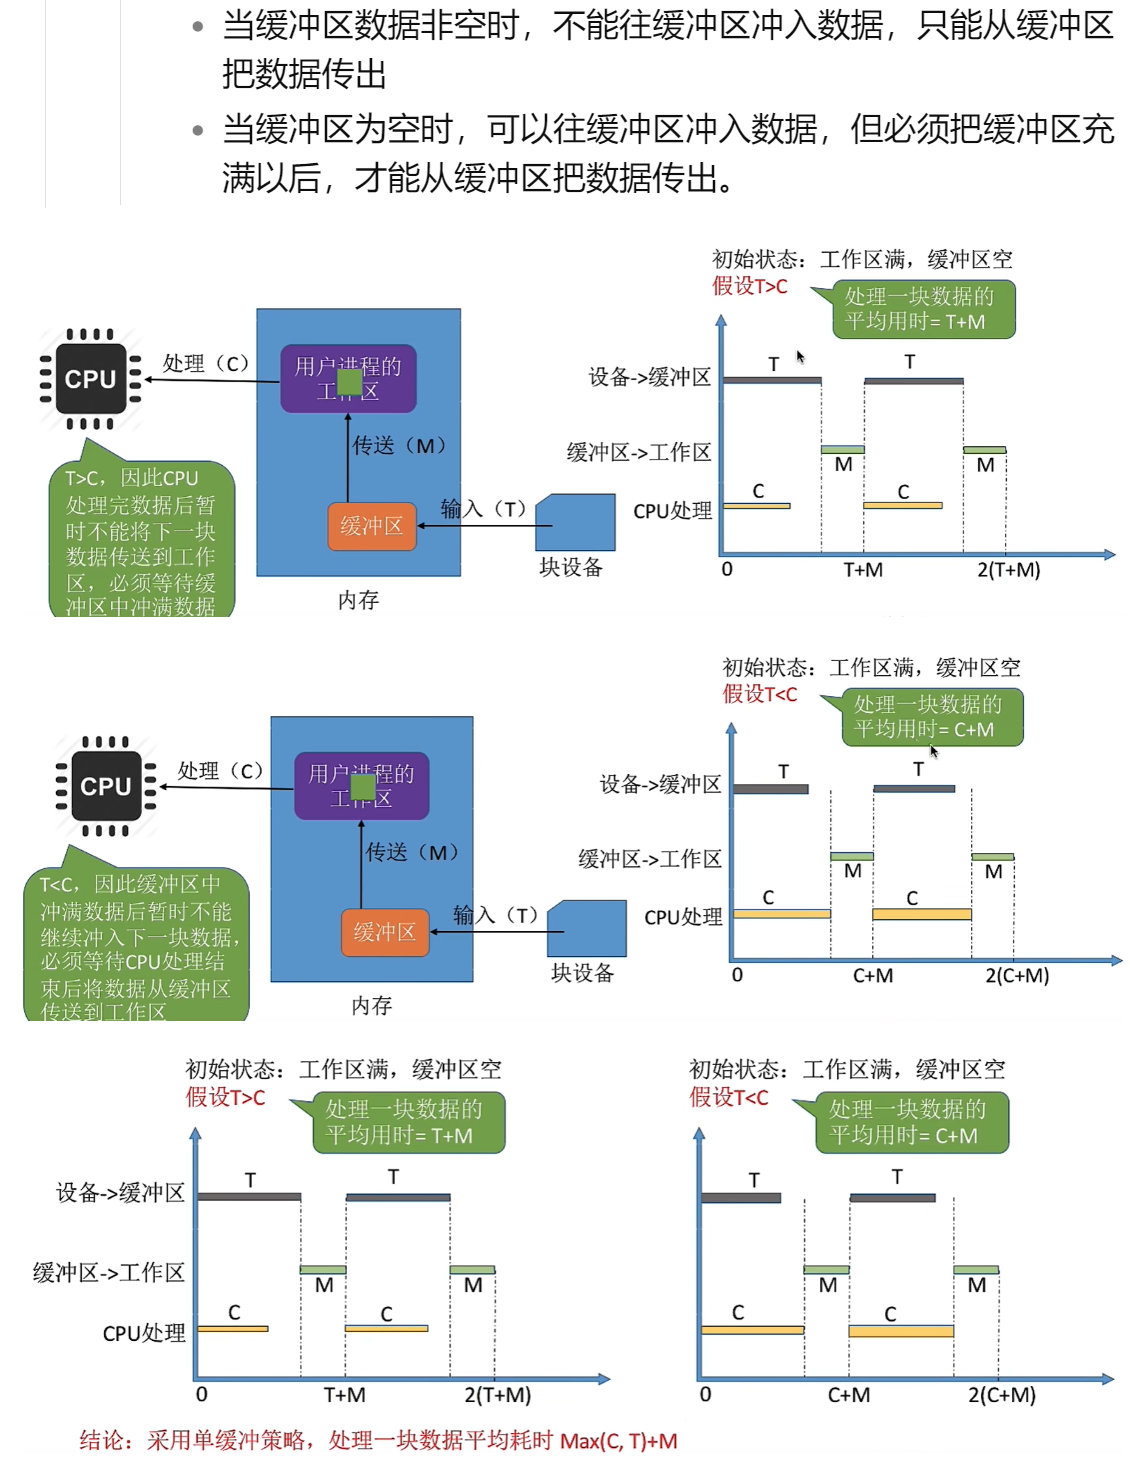 当缓冲区数据非空时，不能往缓冲区冲入数据，只能从缓冲区
把数据传出
当缓冲区为空时，可以往缓冲区冲入数据，但必须把缓冲区充
满以后，才能从缓冲区把数据传出。
初始状态：工作区满，缓冲区空
假设T>C
处理一块数据的
平均用时= T+M
CPU
处理（C）
用户进程的
工作区
传送（M）
缓冲区
输入（T）
块设备
内存
T>C，因此CPU
处理完数据后暂
时不能将下一块
数据传送到工作
区，必须等待缓
冲区中冲满数据
设备->缓冲区
T
T
缓冲区->工作区
M
M
CPU处理
C
C
0
T+M
2(T+M)
初始状态：工作区满，缓冲区空
假设T<C
处理一块数据的
平均用时= C+M
CPU
处理（C）
用户进程的
工作区
传送（M）
缓冲区
输入（T）
块设备
内存
T<C，因此缓冲区中
冲满数据后暂时不能
继续冲入下一块数据，
必须等待CPU处理结
束后将数据从缓冲区
传送到工作区
设备->缓冲区
T
T
缓冲区->工作区
M
M
CPU处理
C
C
0
C+M
2(C+M)
初始状态：工作区满，缓冲区空
假设T>C
处理一块数据的
平均用时= T+M
设备->缓冲区
T
T
缓冲区->工作区
M
M
CPU处理
C
C
0
T+M
2(T+M)
初始状态：工作区满，缓冲区空
假设T<C
处理一块数据的
平均用时= C+M
T
T
M
M
C
C
0
C+M
2(C+M)
结论：采用单缓冲策略，处理一块数据平均耗时 Max(C, T)+M